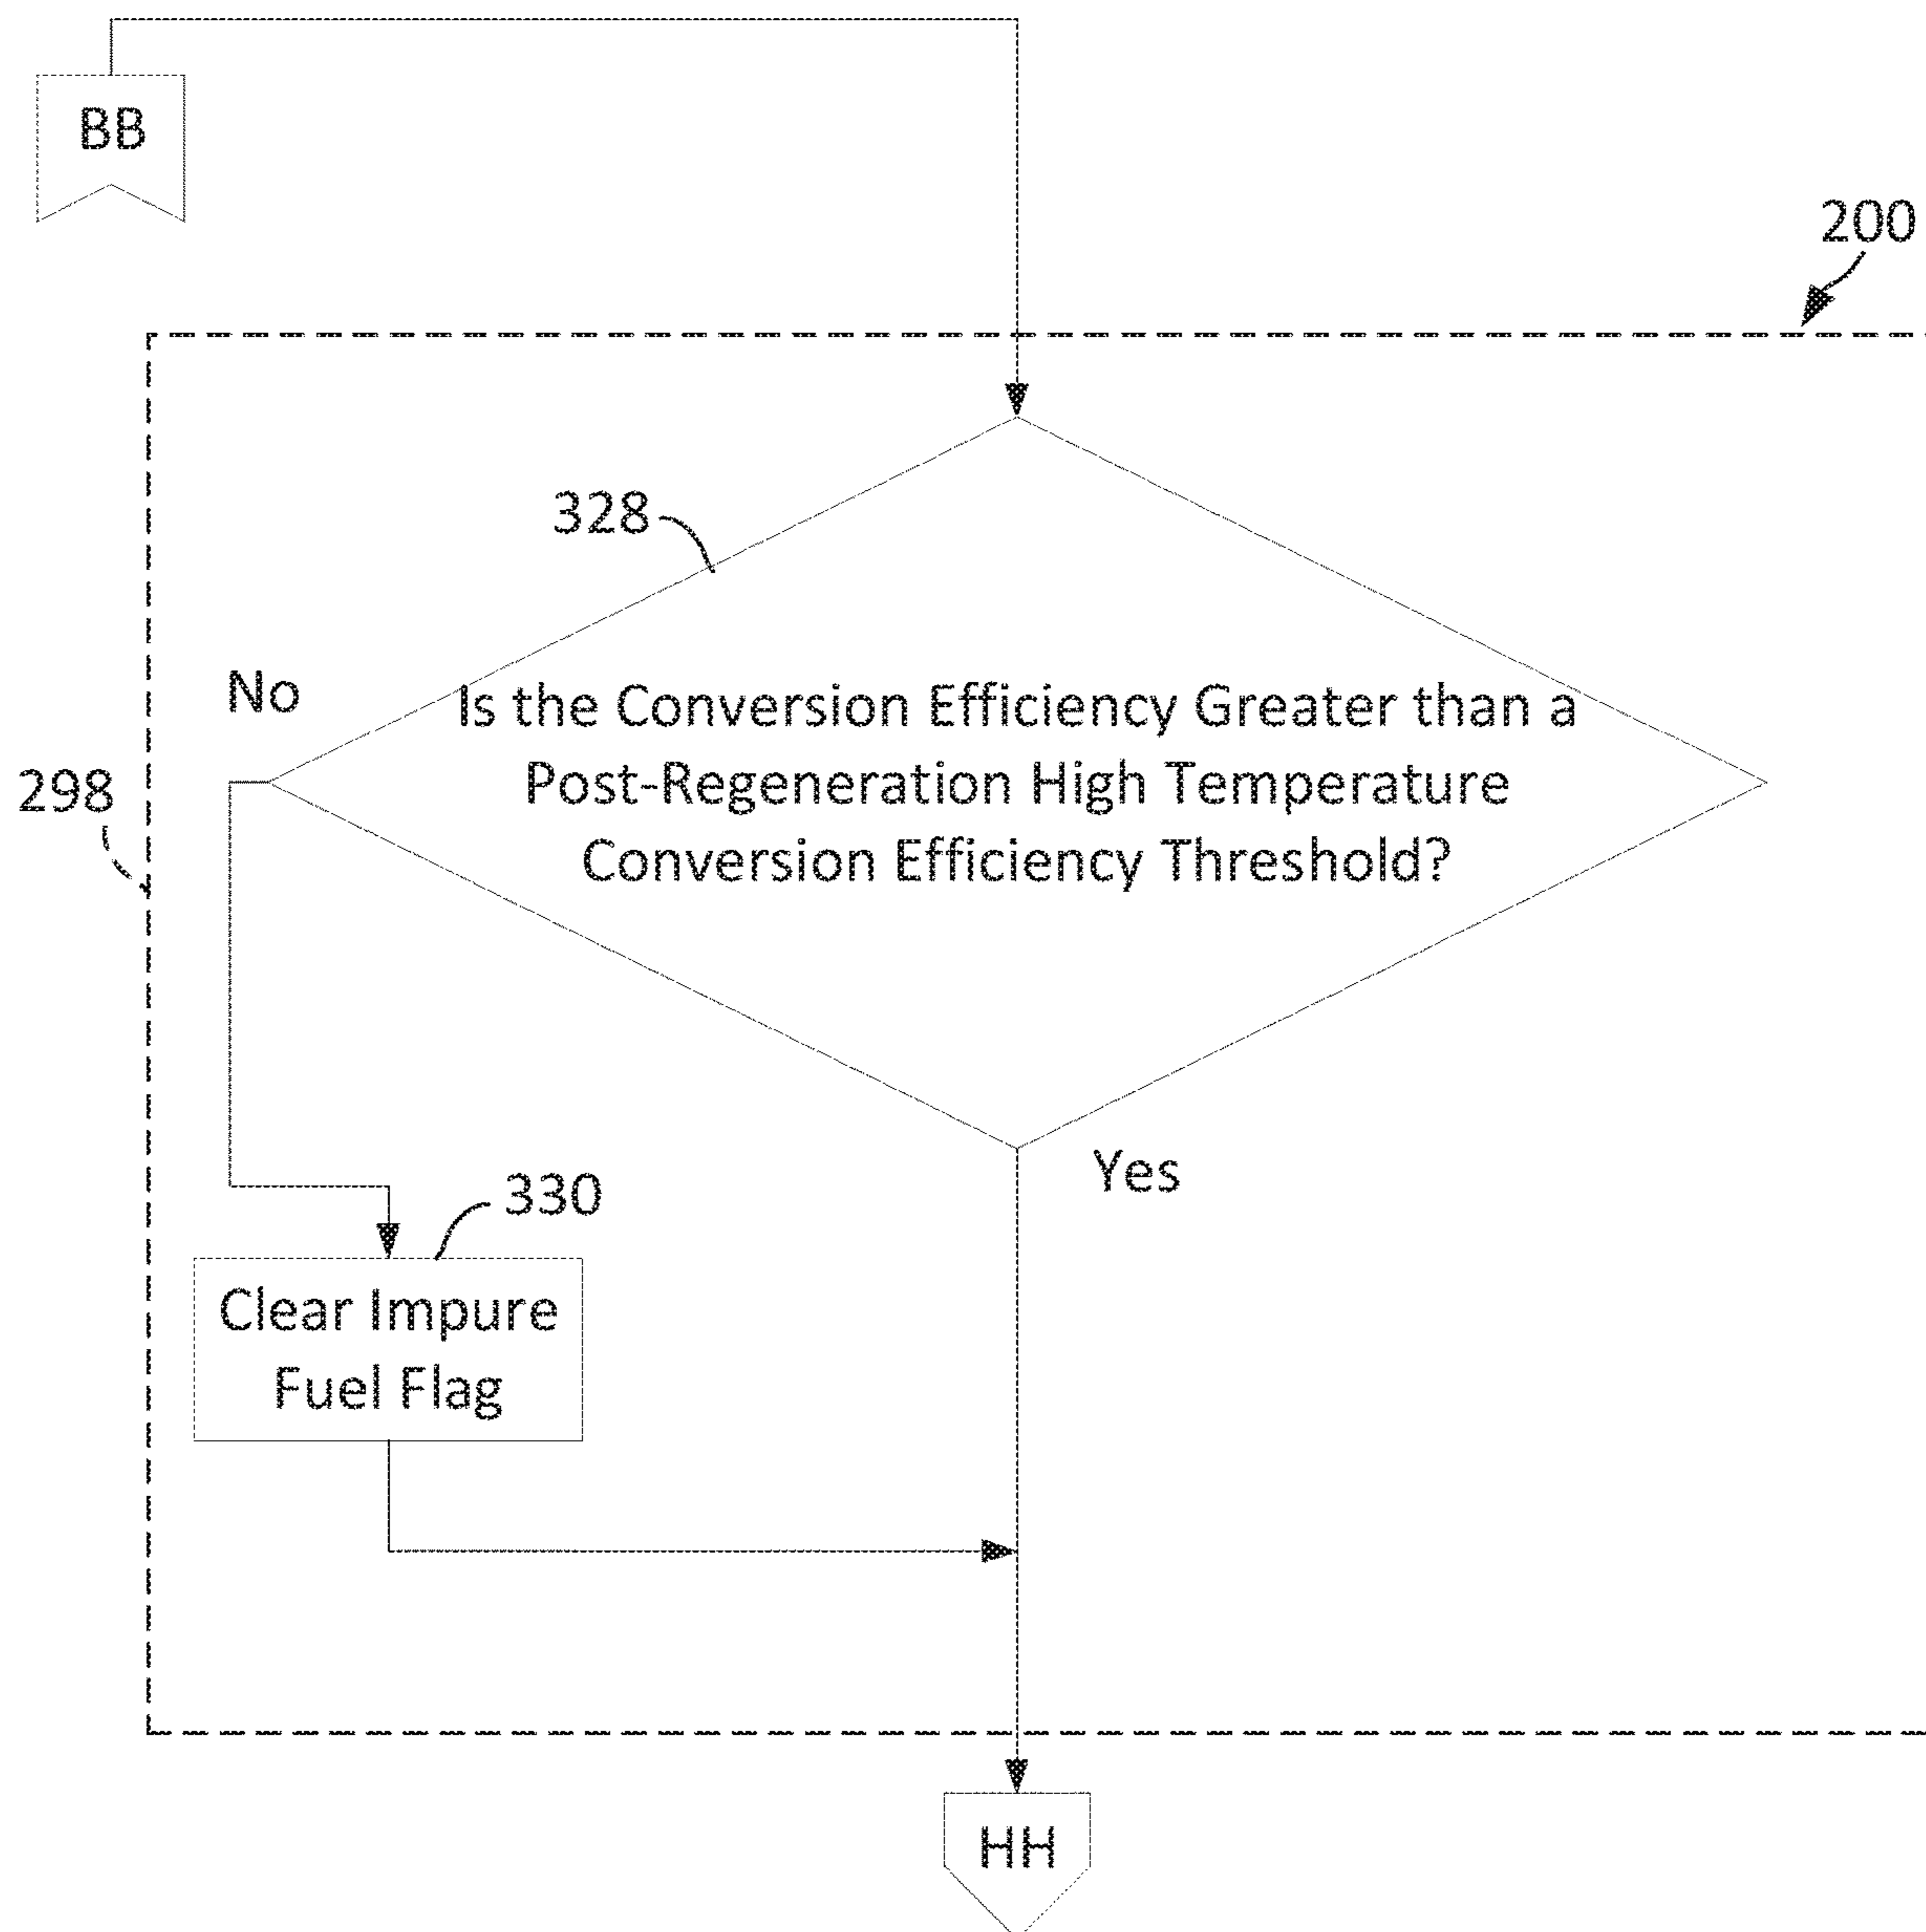 BB
200
328
No
Is the Conversion Efficiency Greater than a
Post-Regeneration High Temperature
Conversion Efficiency Threshold?
298
Yes
330
Clear Impure
Fuel Flag
HH